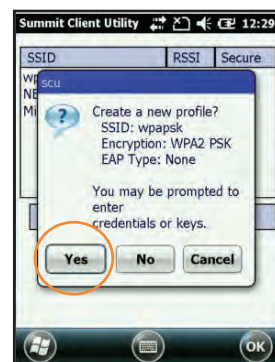 Summit Client Utility 12:29
SSID RSSI Secure
scu
Create a new profile?
SSID: wpapsk
Encryption: WPA2 PSK
EAP Type: None
You may be prompted to
enter
credentials or keys.
Yes No Cancel
OK